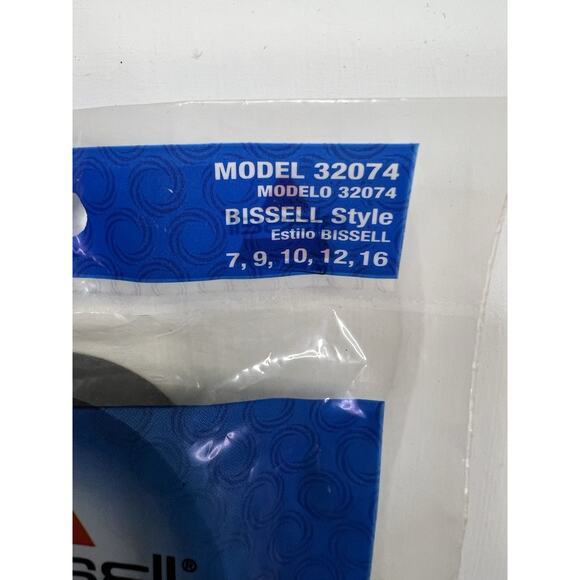 MODEL 32074
MODELO 32074
BISSELL Style
Estilo BISSELL
7, 9, 10, 12, 16